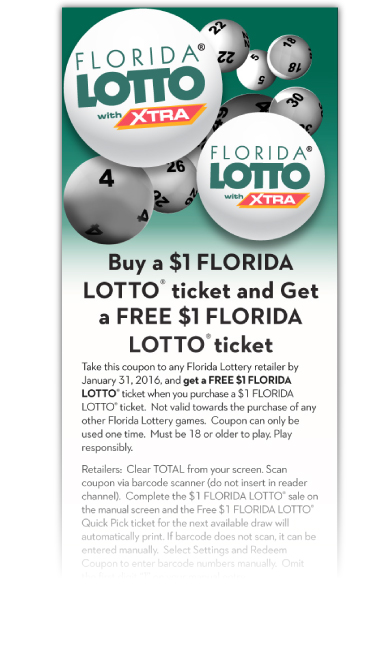 22
22
18
18
5
5
FLORIDA®
LOTTO
with XTRA
30
4
26
4
FLORIDA®
LOTTO
with XTRA
Buy a $1 FLORIDA
LOTTO® ticket and Get
a FREE $1 FLORIDA
LOTTO® ticket
Take this coupon to any Florida Lottery retailer by
January 31, 2016, and get a FREE $1 FLORIDA
LOTTO® ticket when you purchase a $1 FLORIDA
LOTTO® ticket. Not valid towards the purchase of any
other Florida Lottery games. Coupon can only be
used one time. Must be 18 or older to play. Play
responsibly.
Retailers: Clear TOTAL from your screen. Scan
coupon via barcode scanner (do not insert in reader
channel). Complete the $1 FLORIDA LOTTO® sale on
the manual screen and the Free $1 FLORIDA LOTTO®
Quick Pick ticket for the next available draw will
automatically print. If barcode does not scan, it can be
entered manually. Select Settings and Redeem
Coupon to enter barcode numbers manually. Omit